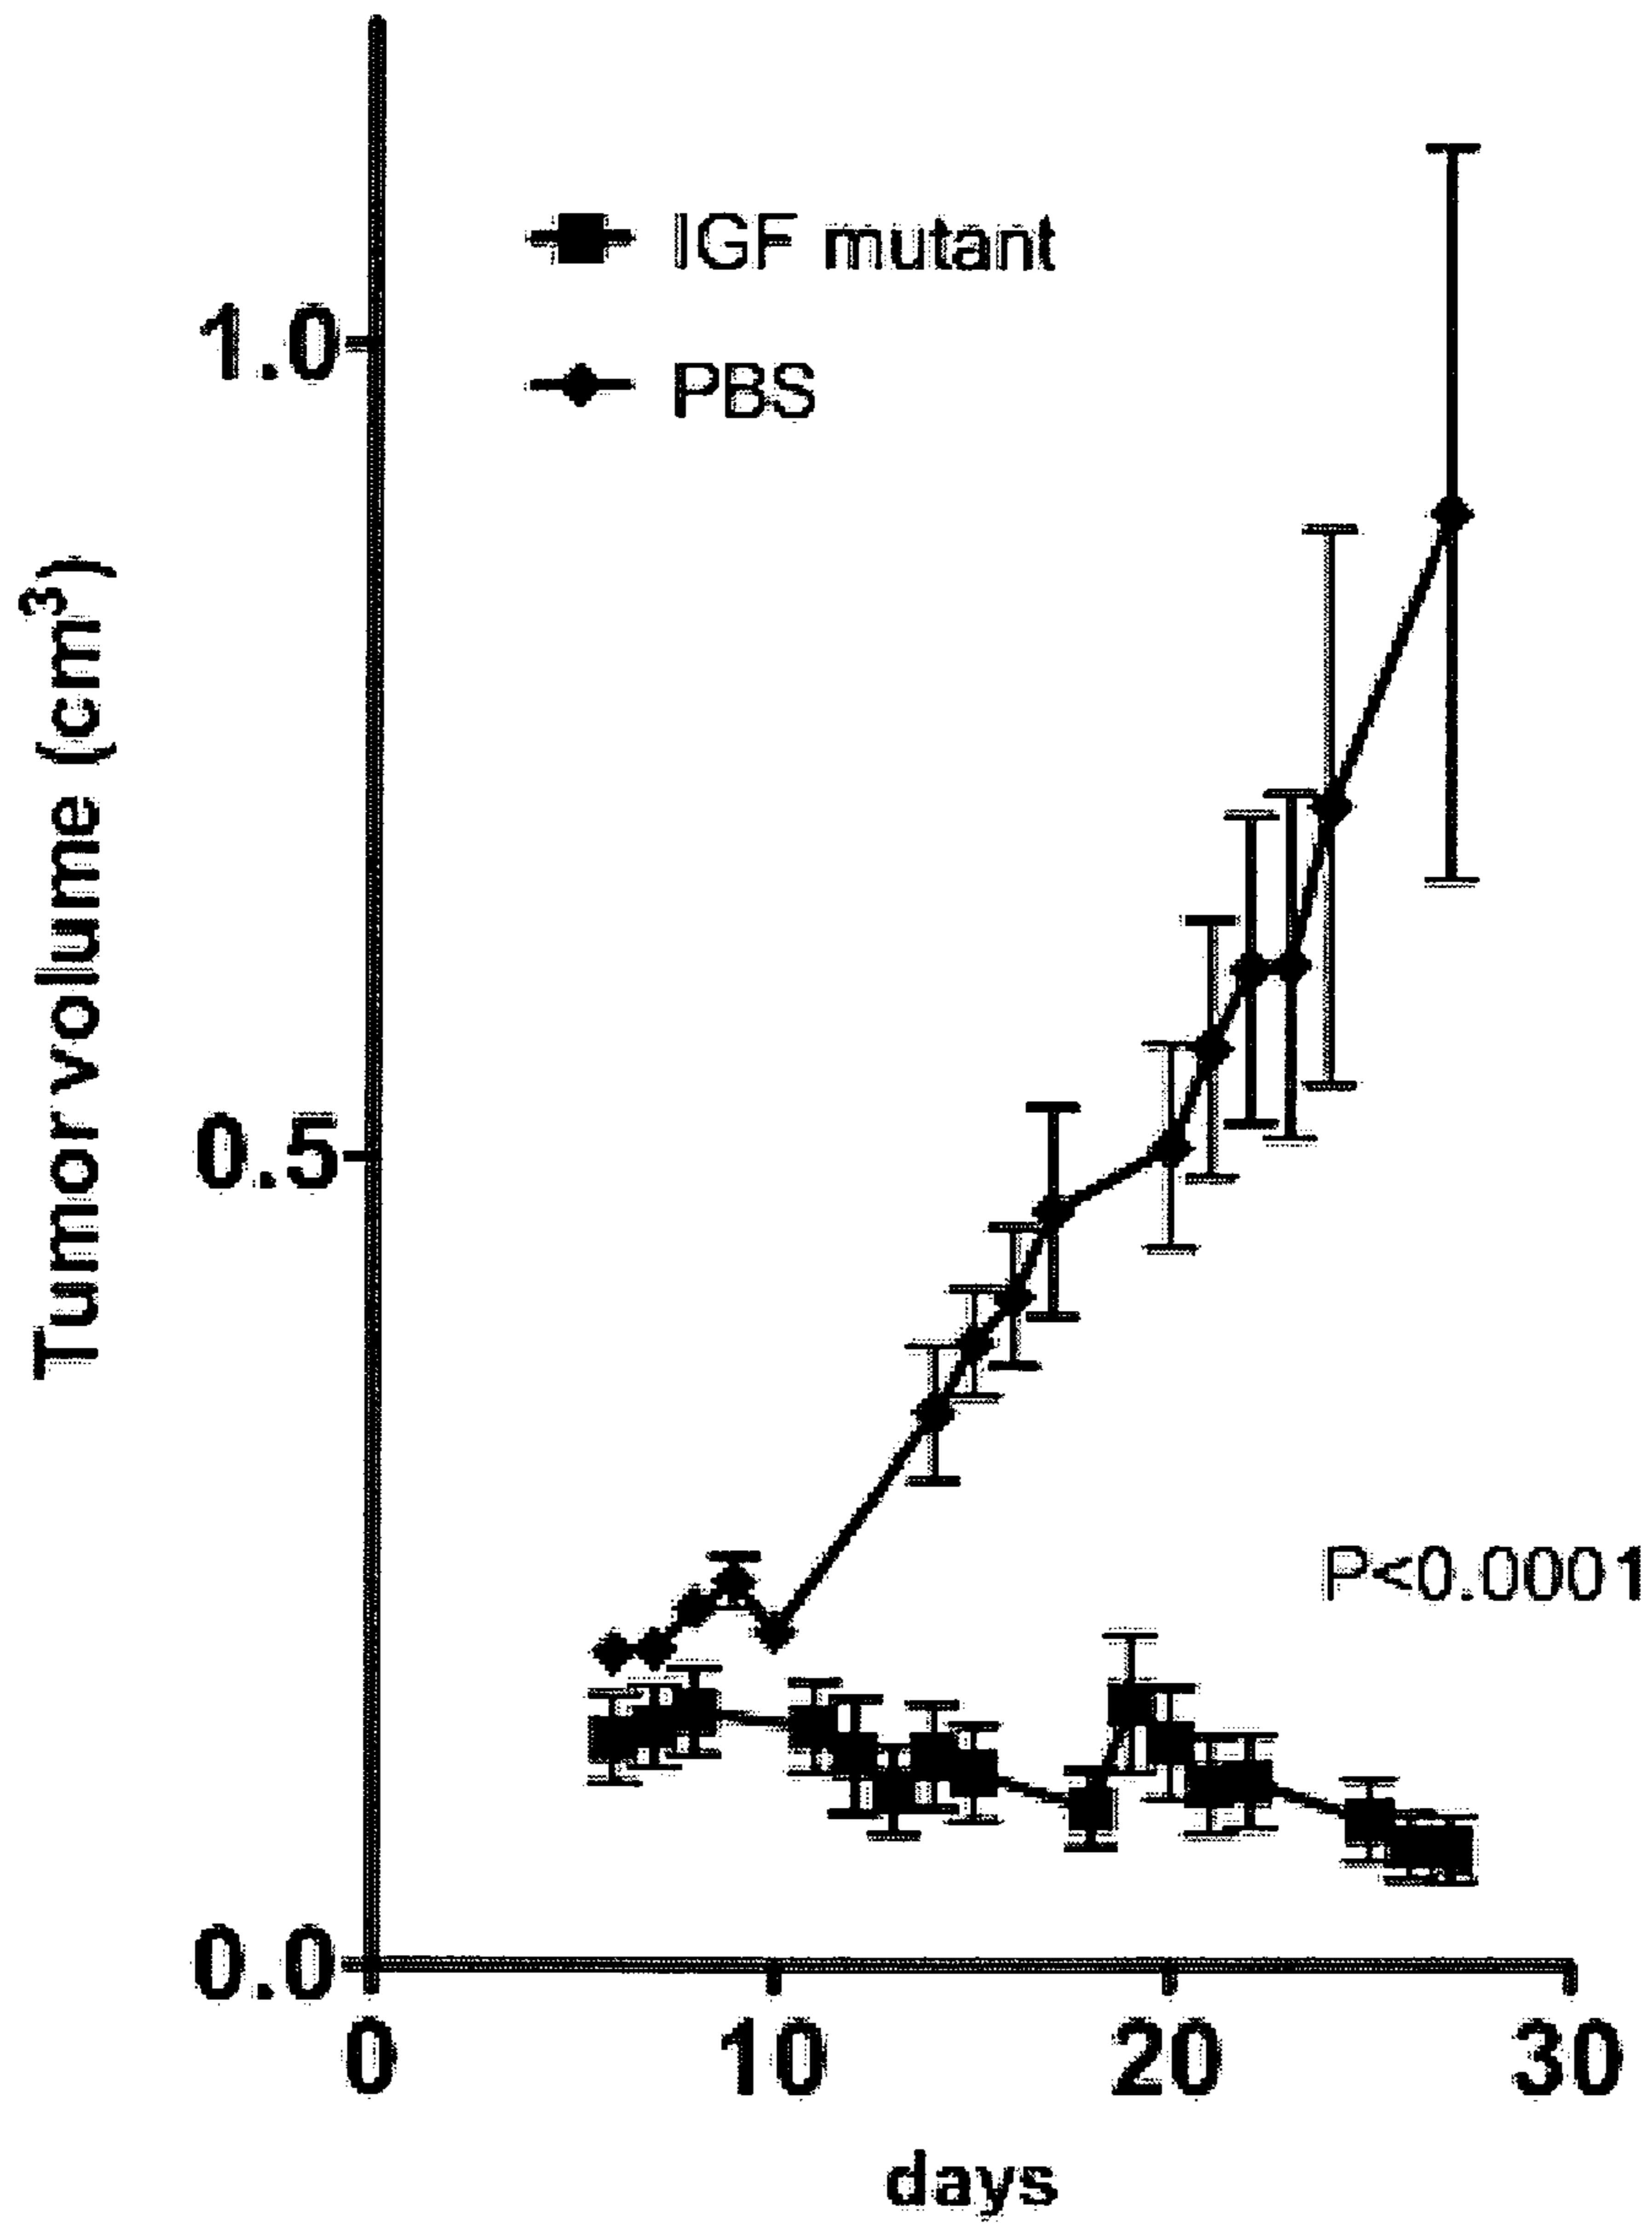 IGF mutant
PBS
1.0
0.5
0.0
Tumor volume (cm³)
P<0.0001
0 10 20 30
days